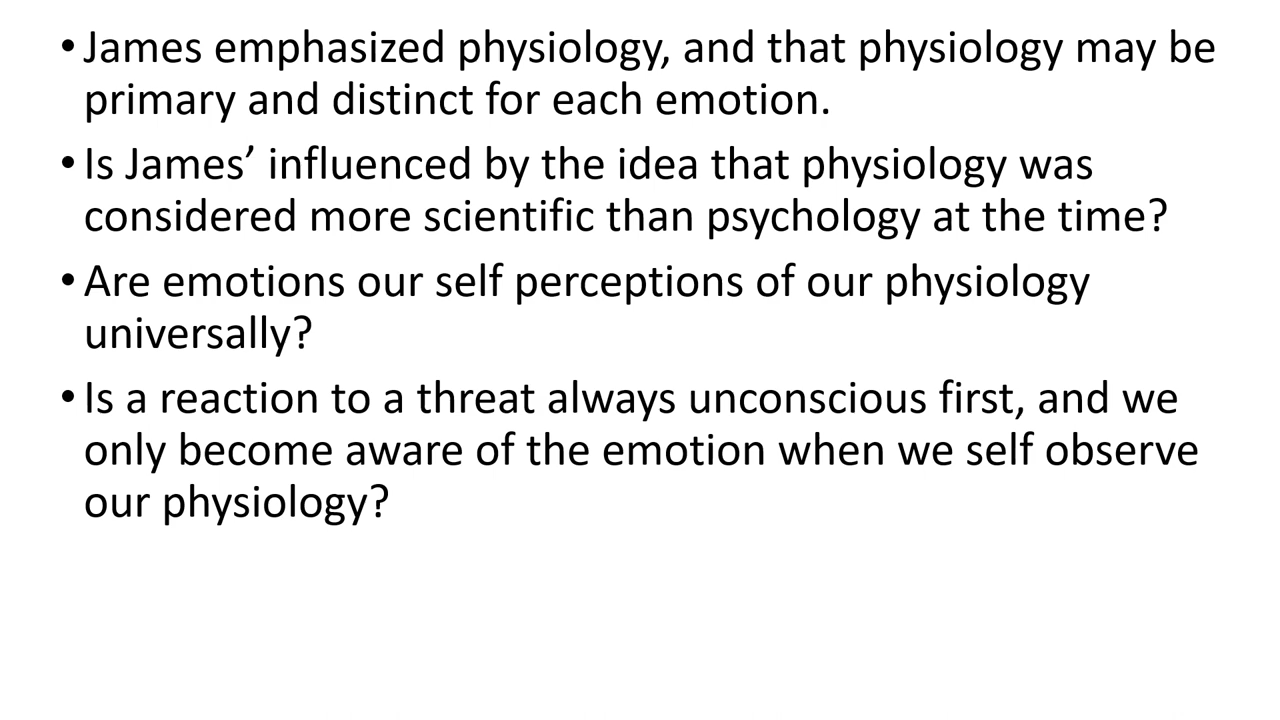 • James emphasized physiology, and that physiology may be
primary and distinct for each emotion.
• Is James’ influenced by the idea that physiology was
considered more scientific than psychology at the time?
• Are emotions our self perceptions of our physiology
universally?
• Is a reaction to a threat always unconscious first, and we
only become aware of the emotion when we self observe
our physiology?